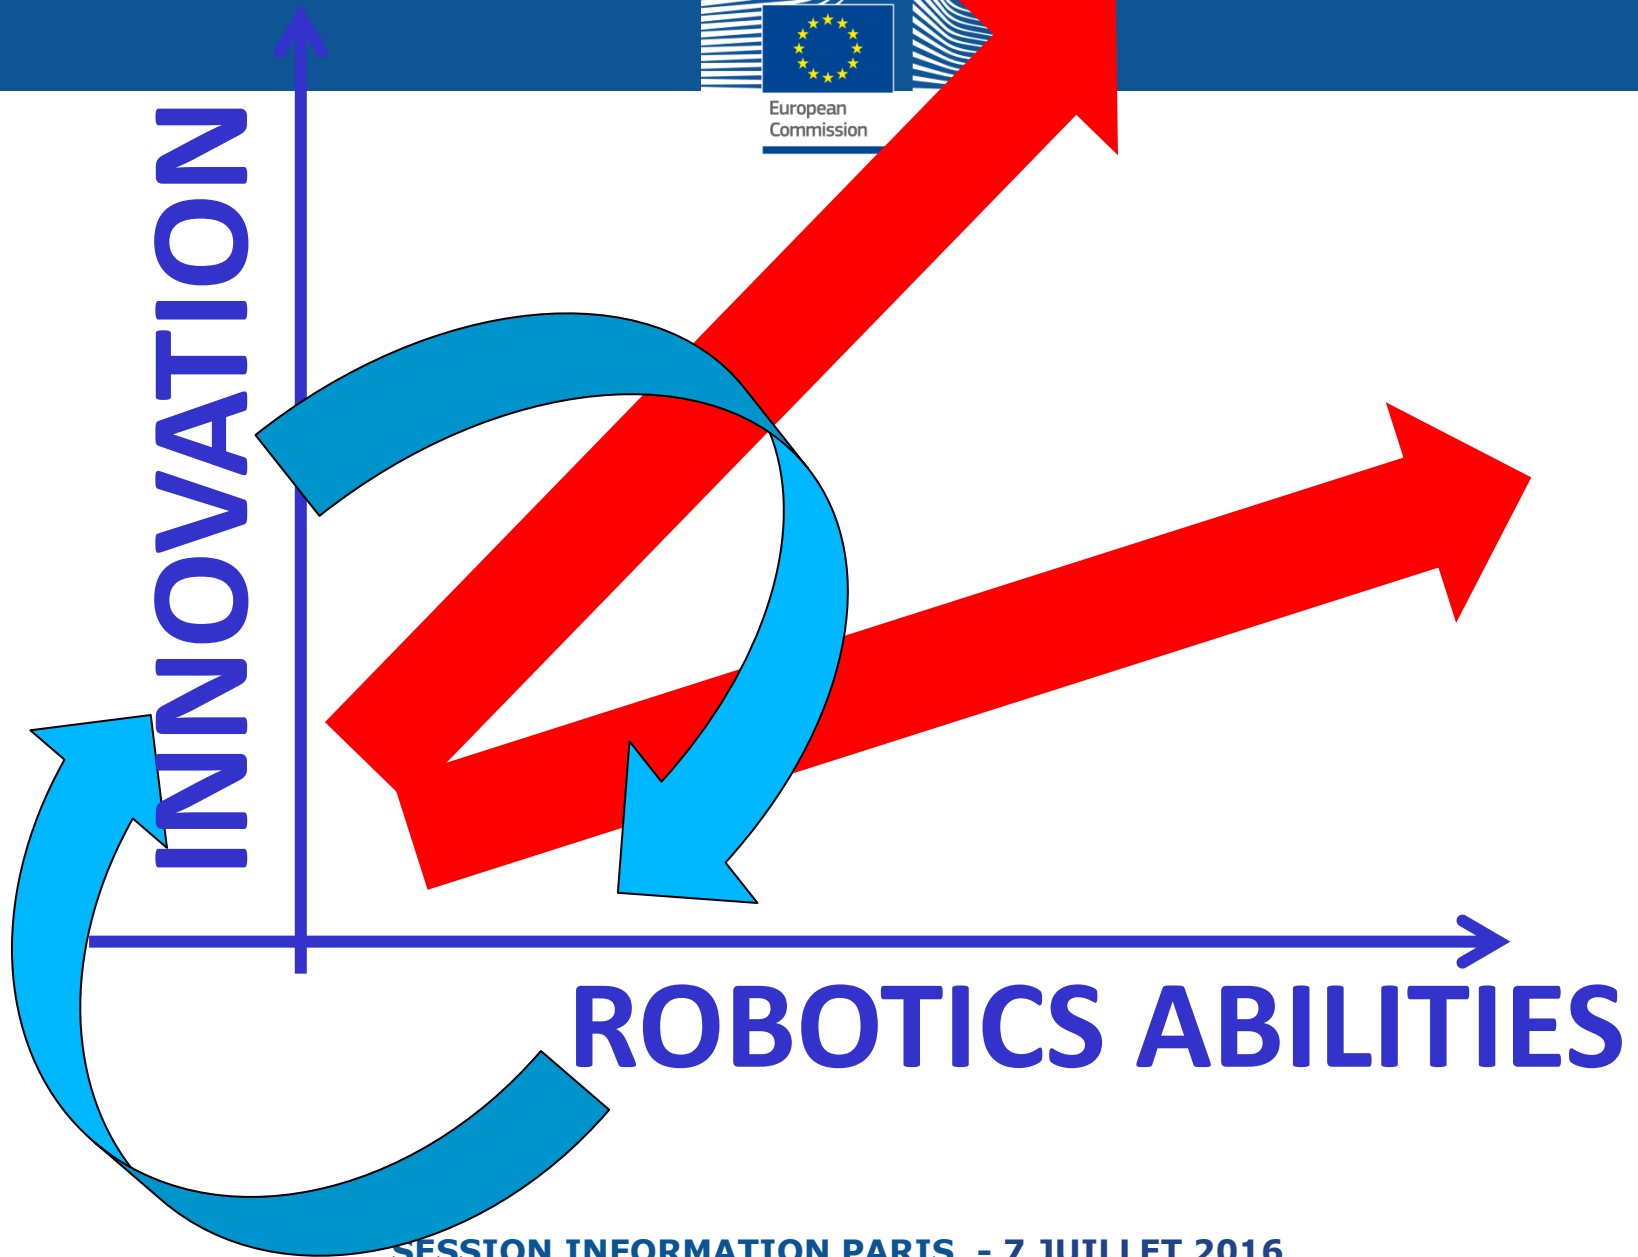 European
Commission
INNOVATION
ROBOTICS ABILITIES
SESSION INFORMATION PARIS - 7 JUILLET 2016